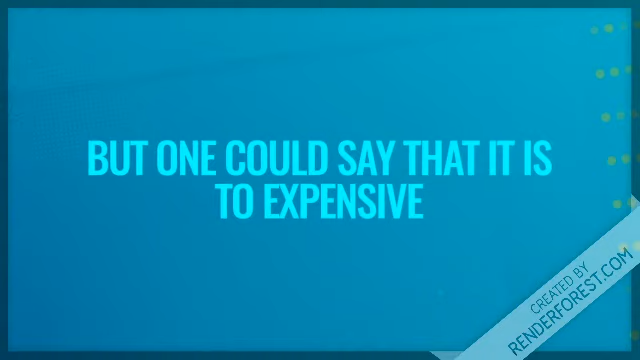 BUT ONE COULD SAY THAT IT IS
TO EXPENSIVE
CREATED BY
RENDERFOREST.COM